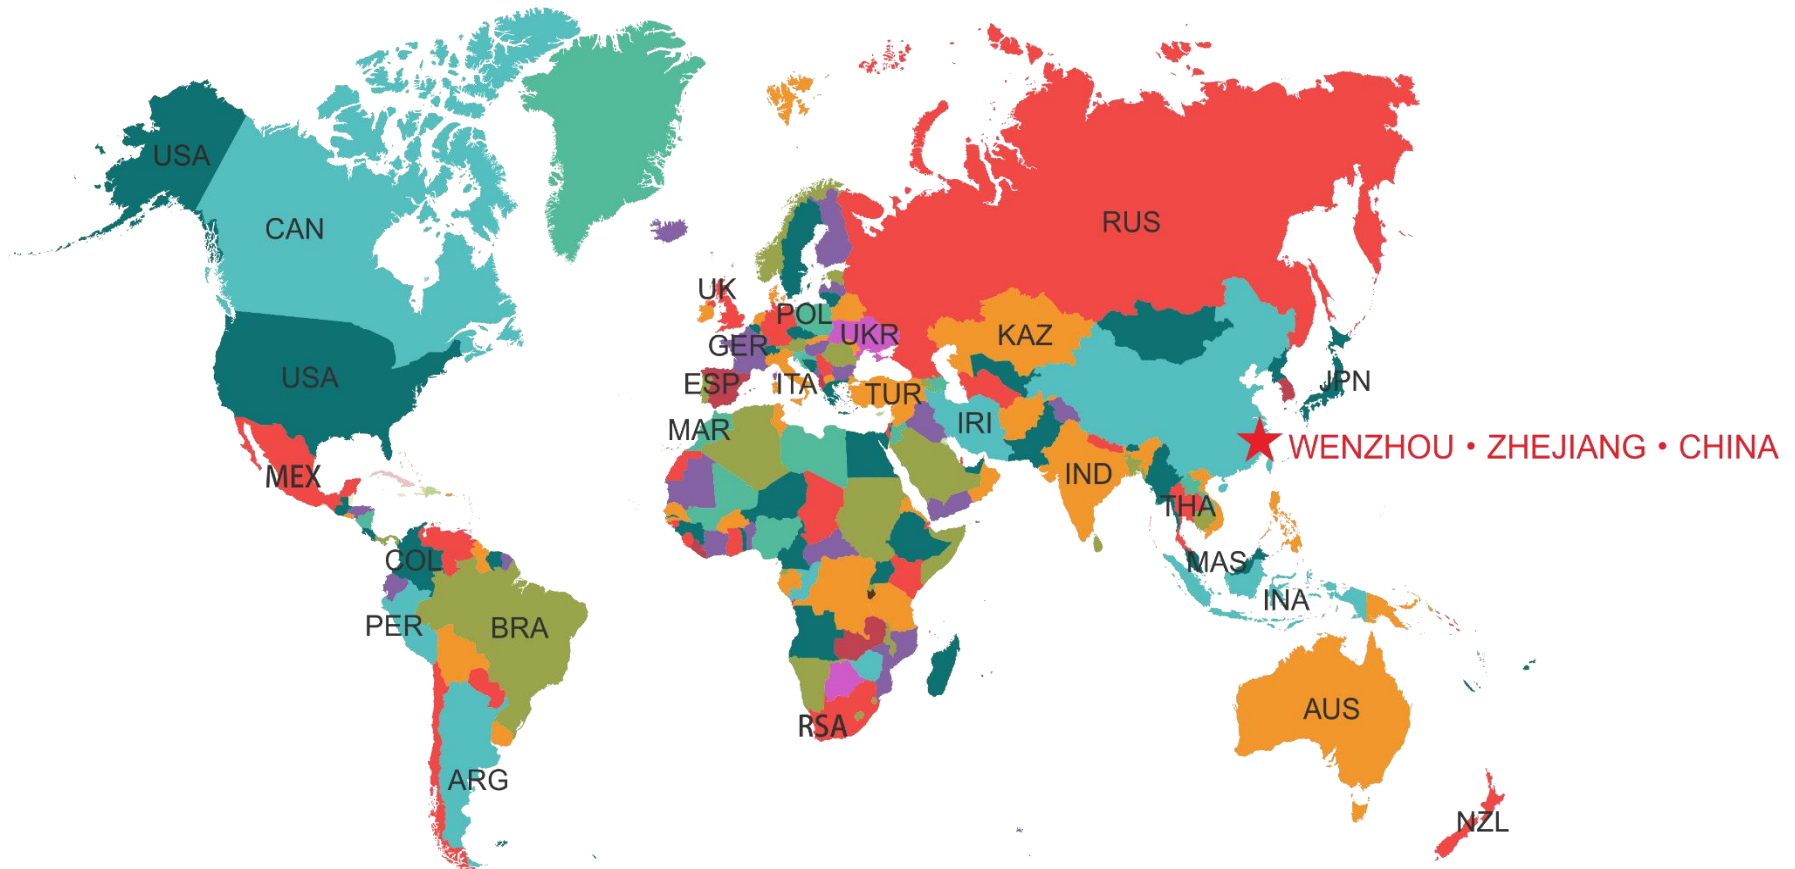 USA
CAN
RUS
UK
POL
UKR
KAZ
GER
USA
ESP
ITA
TUR
JPN
MAR
IRI
WENZHOU・ZHEJIANG・CHINA
MEX
IND
THA
COL
MAS
INA
PER
BRA
AUS
RSA
ARG
NZL